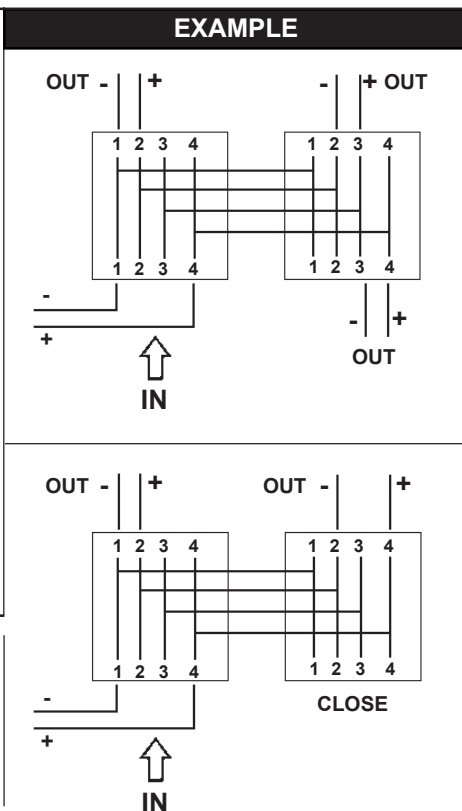 EXAMPLE
OUT - + - + OUT
1 2 3 4 1 2 3 4
1 2 3 4 1 2 3 4
-
+
- +
OUT
IN
OUT - + OUT - +
1 2 3 4 1 2 3 4
1 2 3 4 1 2 3 4
CLOSE
-
+
IN